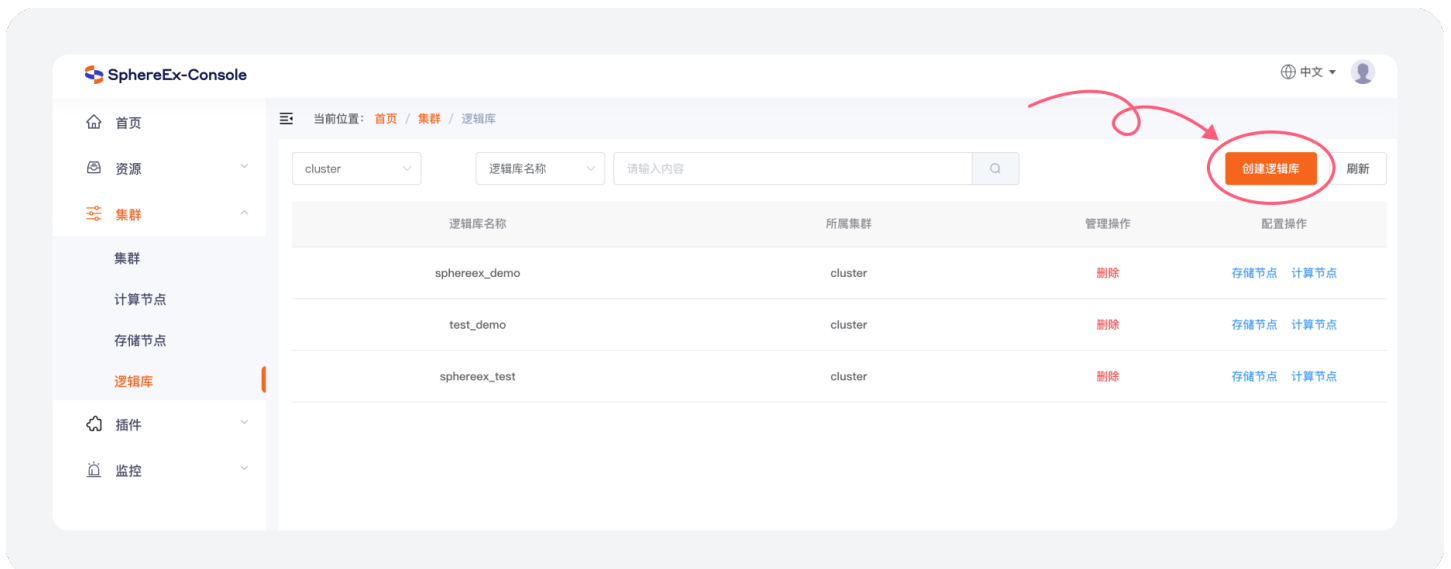 SphereEx-Console
中文
首页
资源
集群
集群
计算节点
存储节点
逻辑库
插件
监控
当前位置： 首页 / 集群 / 逻辑库
cluster 逻辑库名称 请输入内容 创建逻辑库 刷新
逻辑库名称 所属集群 管理操作 配置操作
sphereex_demo cluster 删除 存储节点 计算节点
test_demo cluster 删除 存储节点 计算节点
sphereex_test cluster 删除 存储节点 计算节点